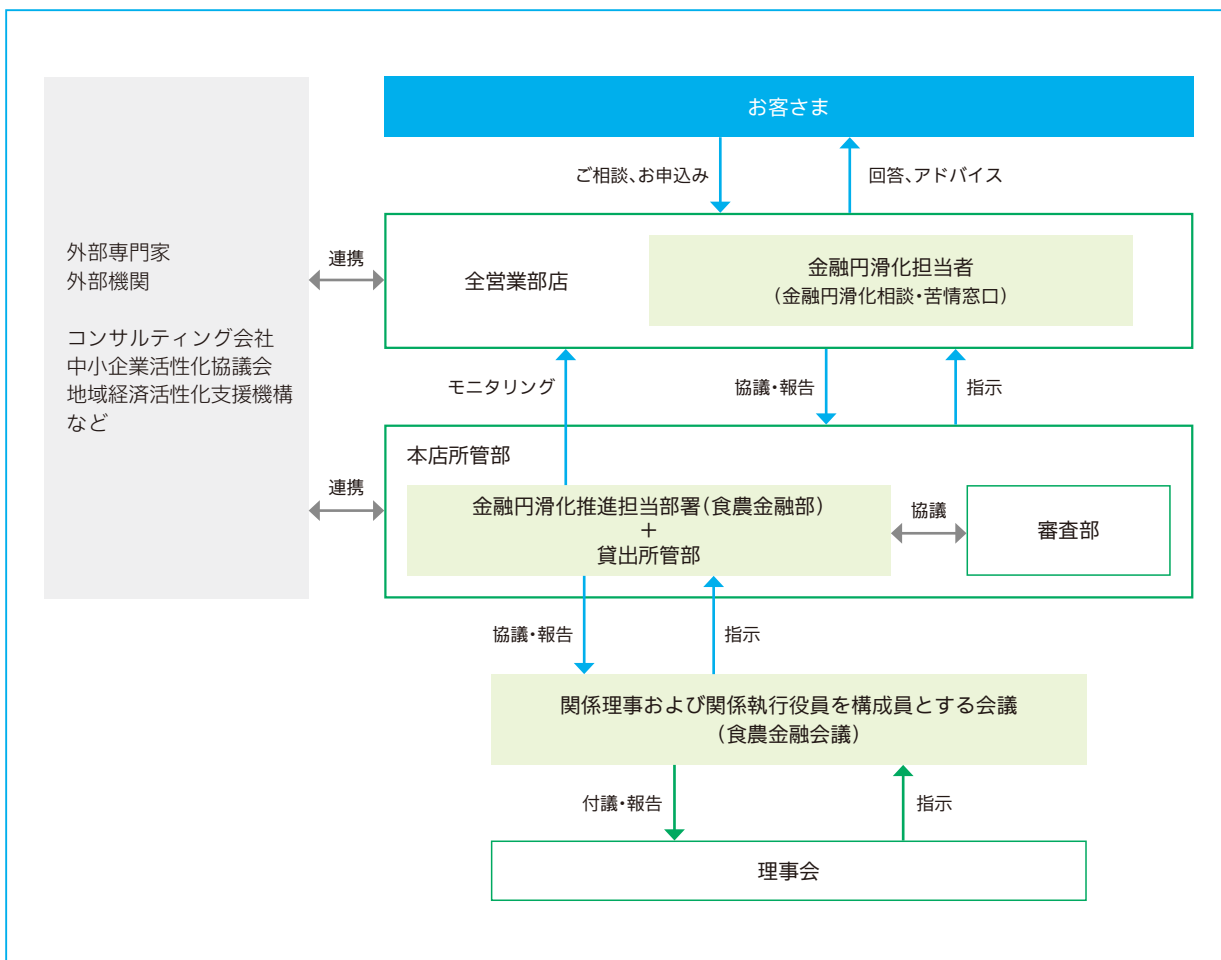 お客さま
ご相談、お申込み
回答、アドバイス
外部専門家
外部機関
コンサルティング会社
中小企業活性化協議会
地域経済活性化支援機構
など
連携
全営業部店
金融円滑化担当者
(金融円滑化相談・苦情窓口)
モニタリング
協議・報告
指示
連携
本店所管部
金融円滑化推進担当部署(食農金融部)
＋
貸出所管部
協議
審査部
協議・報告
指示
関係理事および関係執行役員を構成員とする会議
(食農金融会議)
付議・報告
指示
理事会